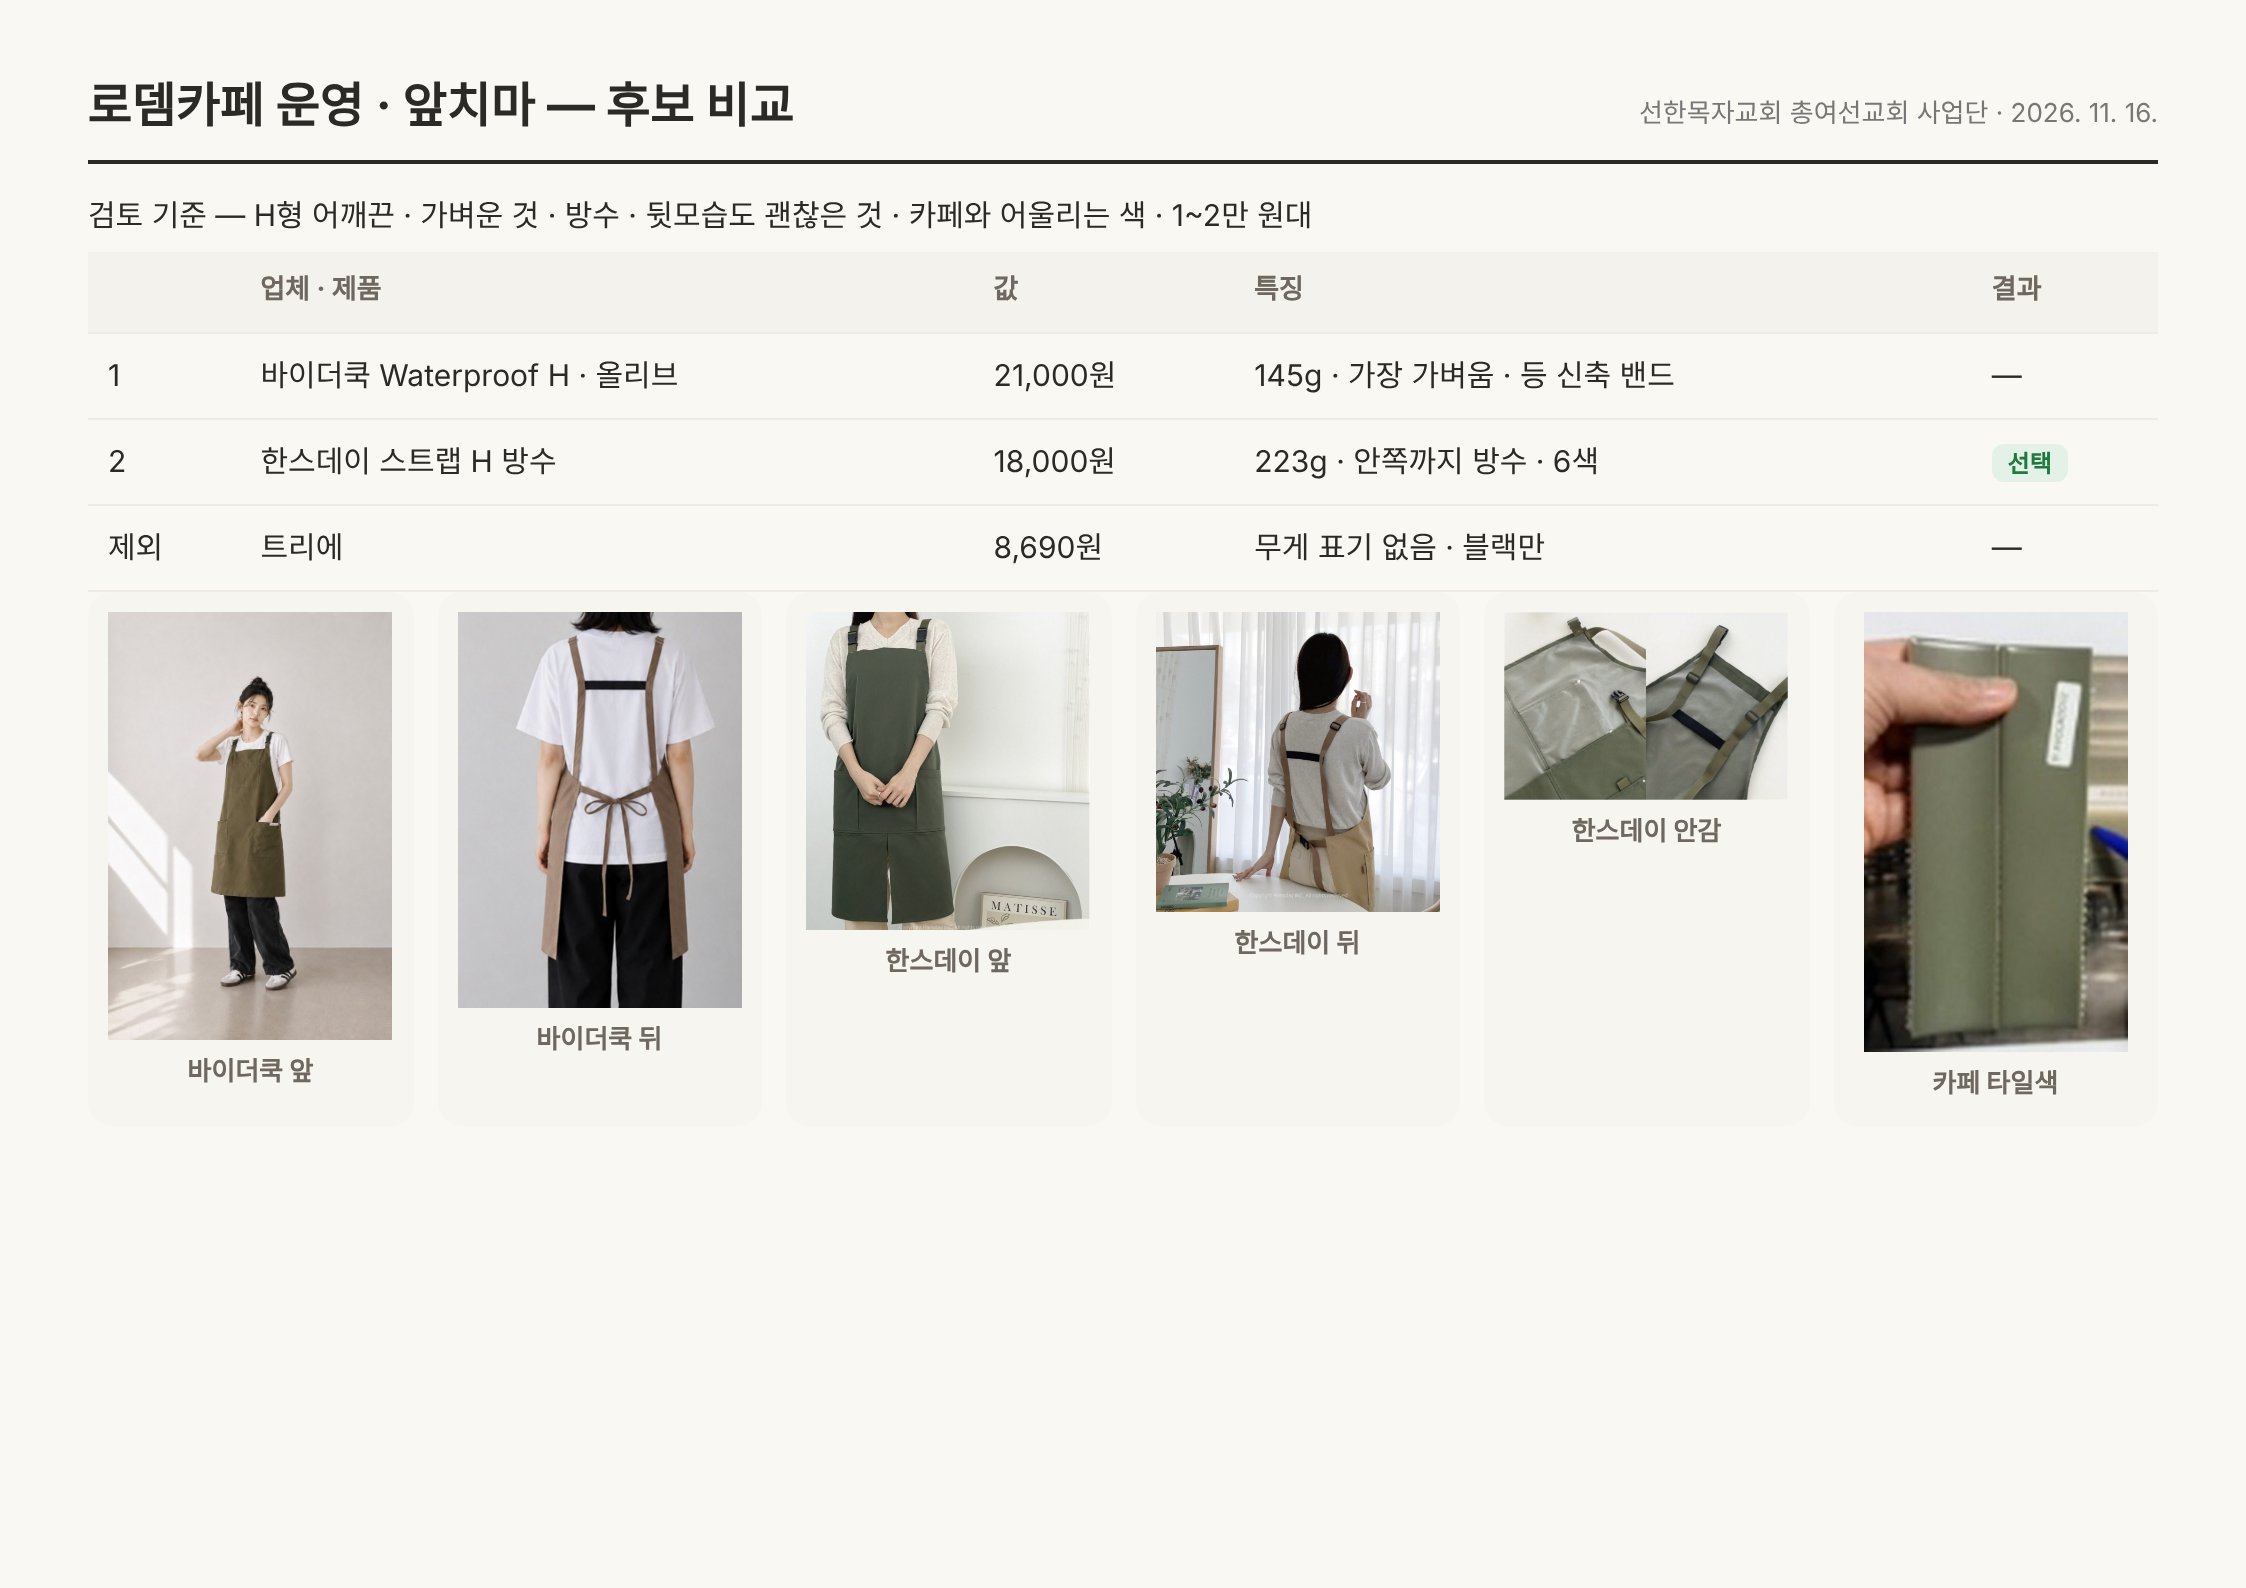 로뎀카페 운영 · 앞치마 — 후보 비교
선한목자교회 총여선교회 사업단 · 2026. 11. 16.
검토 기준 — H형 어깨끈 · 가벼운 것 · 방수 · 뒷모습도 괜찮은 것 · 카페와 어울리는 색 · 1~2만 원대
업체 · 제품 값 특징 결과
1 바이더쿡 Waterproof H · 올리브 21,000원 145g · 가장 가벼움 · 등 신축 밴드 —
2 한스데이 스트랩 H 방수 18,000원 223g · 안쪽까지 방수 · 6색 선택
제외 트리에 8,690원 무게 표기 없음 · 블랙만 —
MATISSE
바이더쿡 앞
바이더쿡 뒤
한스데이 앞
한스데이 뒤
한스데이 안감
카페 타일색